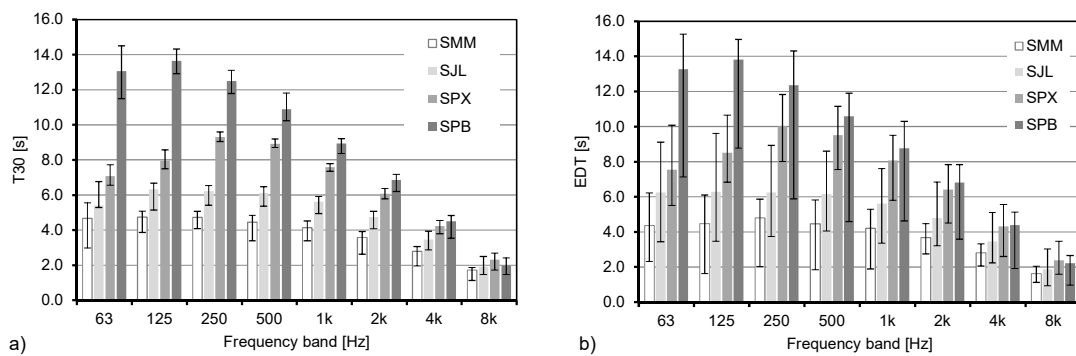 16.0
14.0
12.0
10.0
8.0
6.0
4.0
2.0
0.0
T30 [s]
SMM
SJL
SPX
SPB
63 125 250 500 1k 2k 4k 8k
Frequency band [Hz]
a)
16.0
14.0
12.0
10.0
8.0
6.0
4.0
2.0
0.0
EDT [s]
SMM
SJL
SPX
SPB
63 125 250 500 1k 2k 4k 8k
Frequency band [Hz]
b)